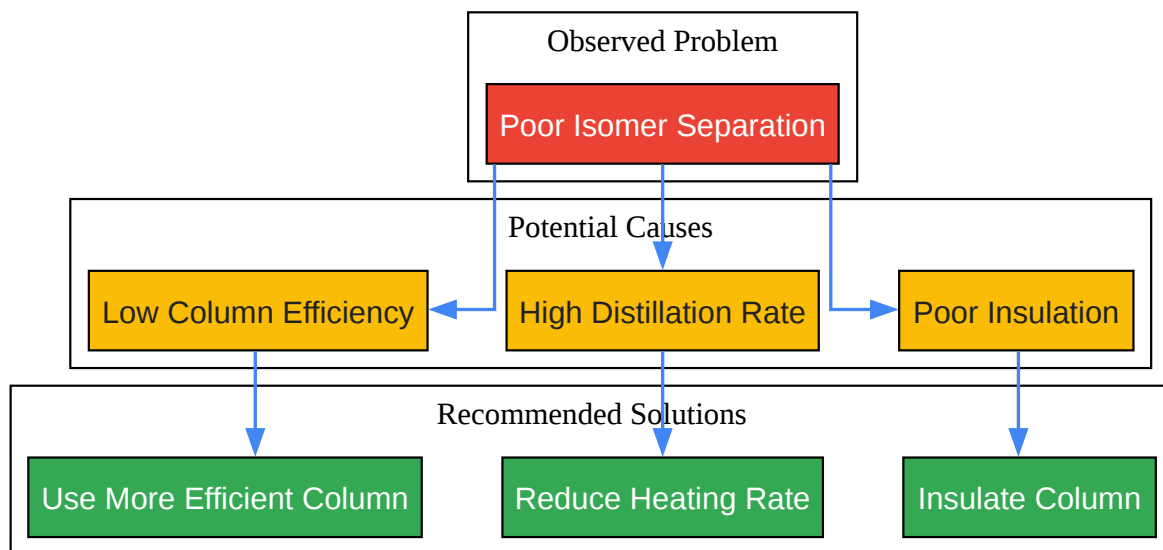 Observed Problem
Poor Isomer Separation
Potential Causes
Low Column Efficiency
High Distillation Rate
Poor Insulation
Recommended Solutions
Use More Efficient Column
Reduce Heating Rate
Insulate Column